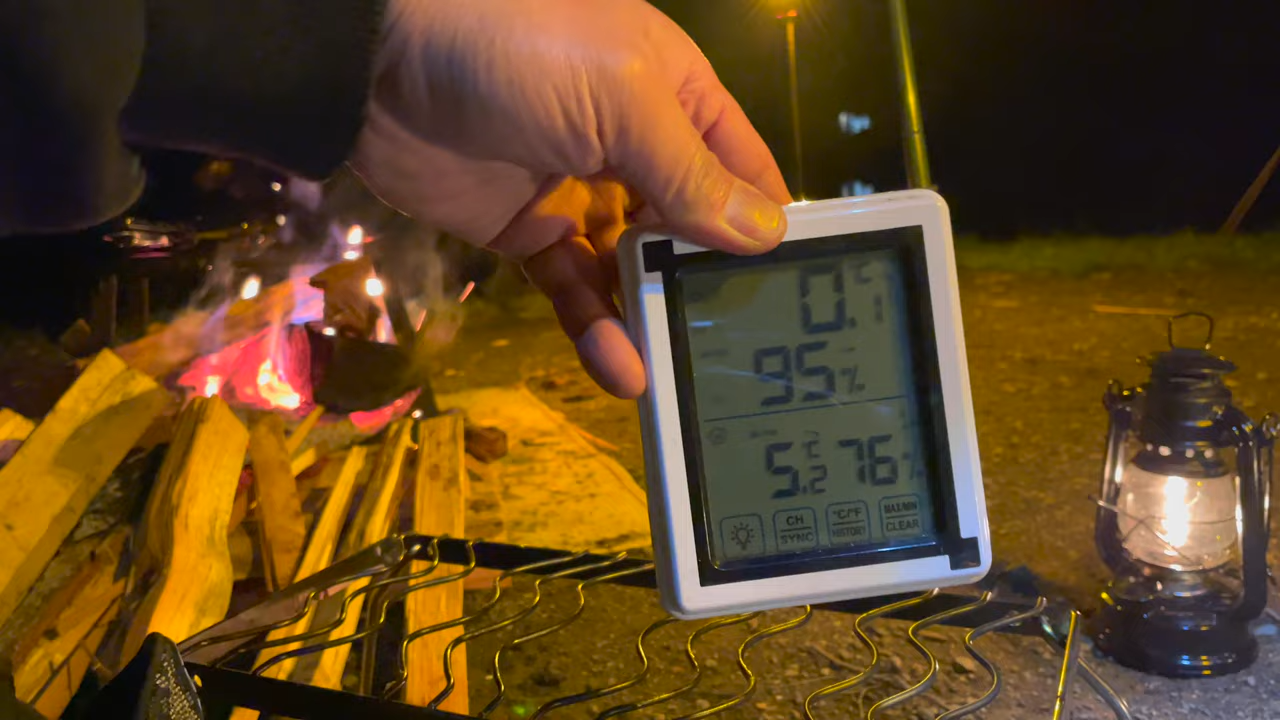 0.1°C
95%
5.2°C 76%
CH
SYNC
°C/°F
HISTORY
MAX/MIN
CLEAR